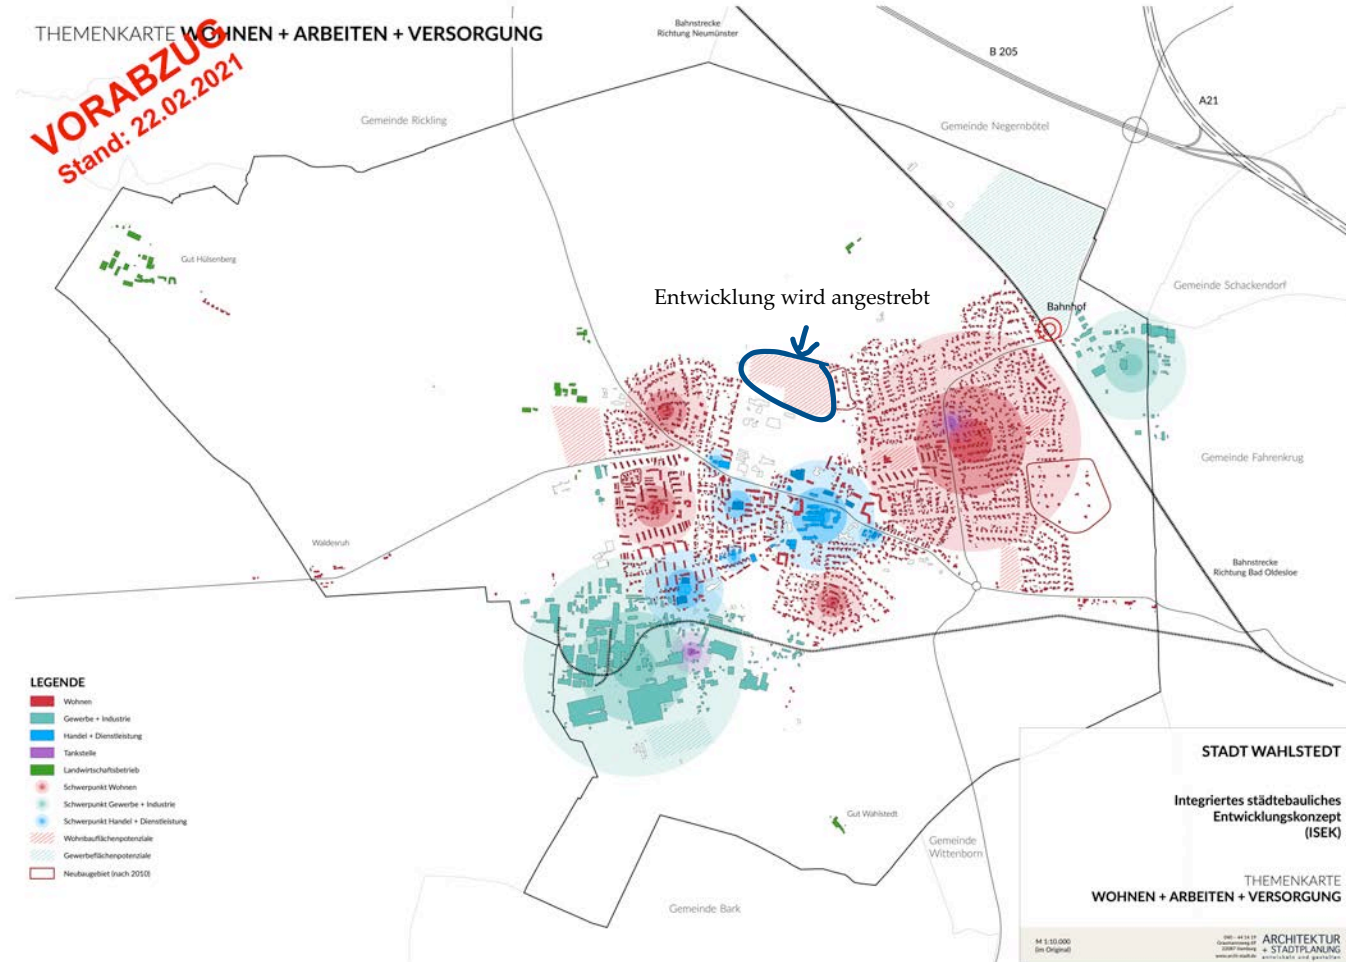 THEMENKARTE WOHNEN + ARBEITEN + VERSORGUNG
VORABZUG
Stand: 22.02.2021
Bahnstrecke
Richtung Neumünster
B 205
A21
Gemeinde Rickling
Gemeinde Negernbötel
Gut Hülsenberg
Gemeinde Schackendorf
Entwicklung wird angestrebt
Bahnhof
Gemeinde Fahrenkrug
Waldesruh
Bahnstrecke
Richtung Bad Oldesloe
LEGENDE
Wohnen
Gewerbe + Industrie
Handel + Dienstleistung
Tankstelle
Landwirtschaftsbetrieb
Schwerpunkt Wohnen
Schwerpunkt Gewerbe + Industrie
Schwerpunkt Handel + Dienstleistung
Wohnbauflächenpotenziale
Gewerbeflächenpotenziale
Neubaugebiet (nach 2010)
Gut Wahlstedt
Gemeinde
Wittenborn
Gemeinde Bark
STADT WAHLSTEDT
Integriertes städtebauliches
Entwicklungskonzept
(ISEK)
THEMENKARTE
WOHNEN + ARBEITEN + VERSORGUNG
M 1:10.000
(im Original)
ARCHITEKTUR
+ STADTPLANUNG
entwickeln und gestalten